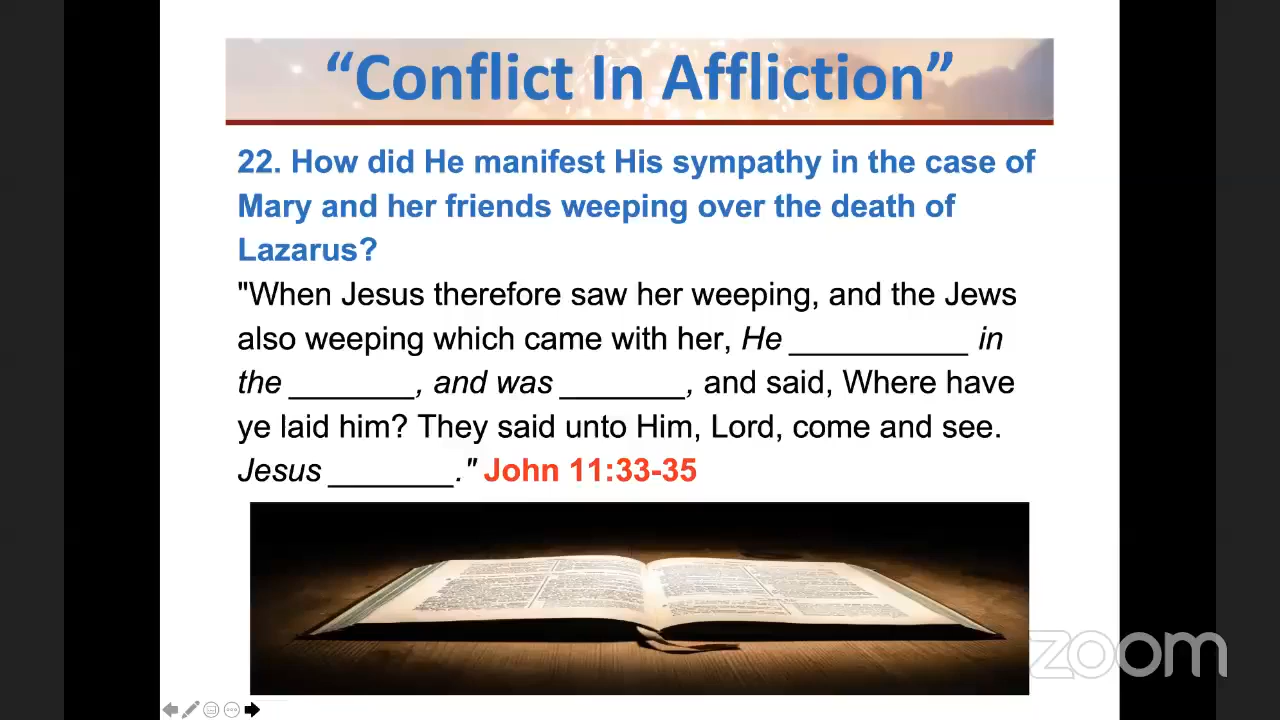 “Conflict In Affliction”
22. How did He manifest His sympathy in the case of
Mary and her friends weeping over the death of
Lazarus?
"When Jesus therefore saw her weeping, and the Jews
also weeping which came with her, He __________ in
the _______, and was _______, and said, Where have
ye laid him? They said unto Him, Lord, come and see.
Jesus _______." John 11:33-35
zoom